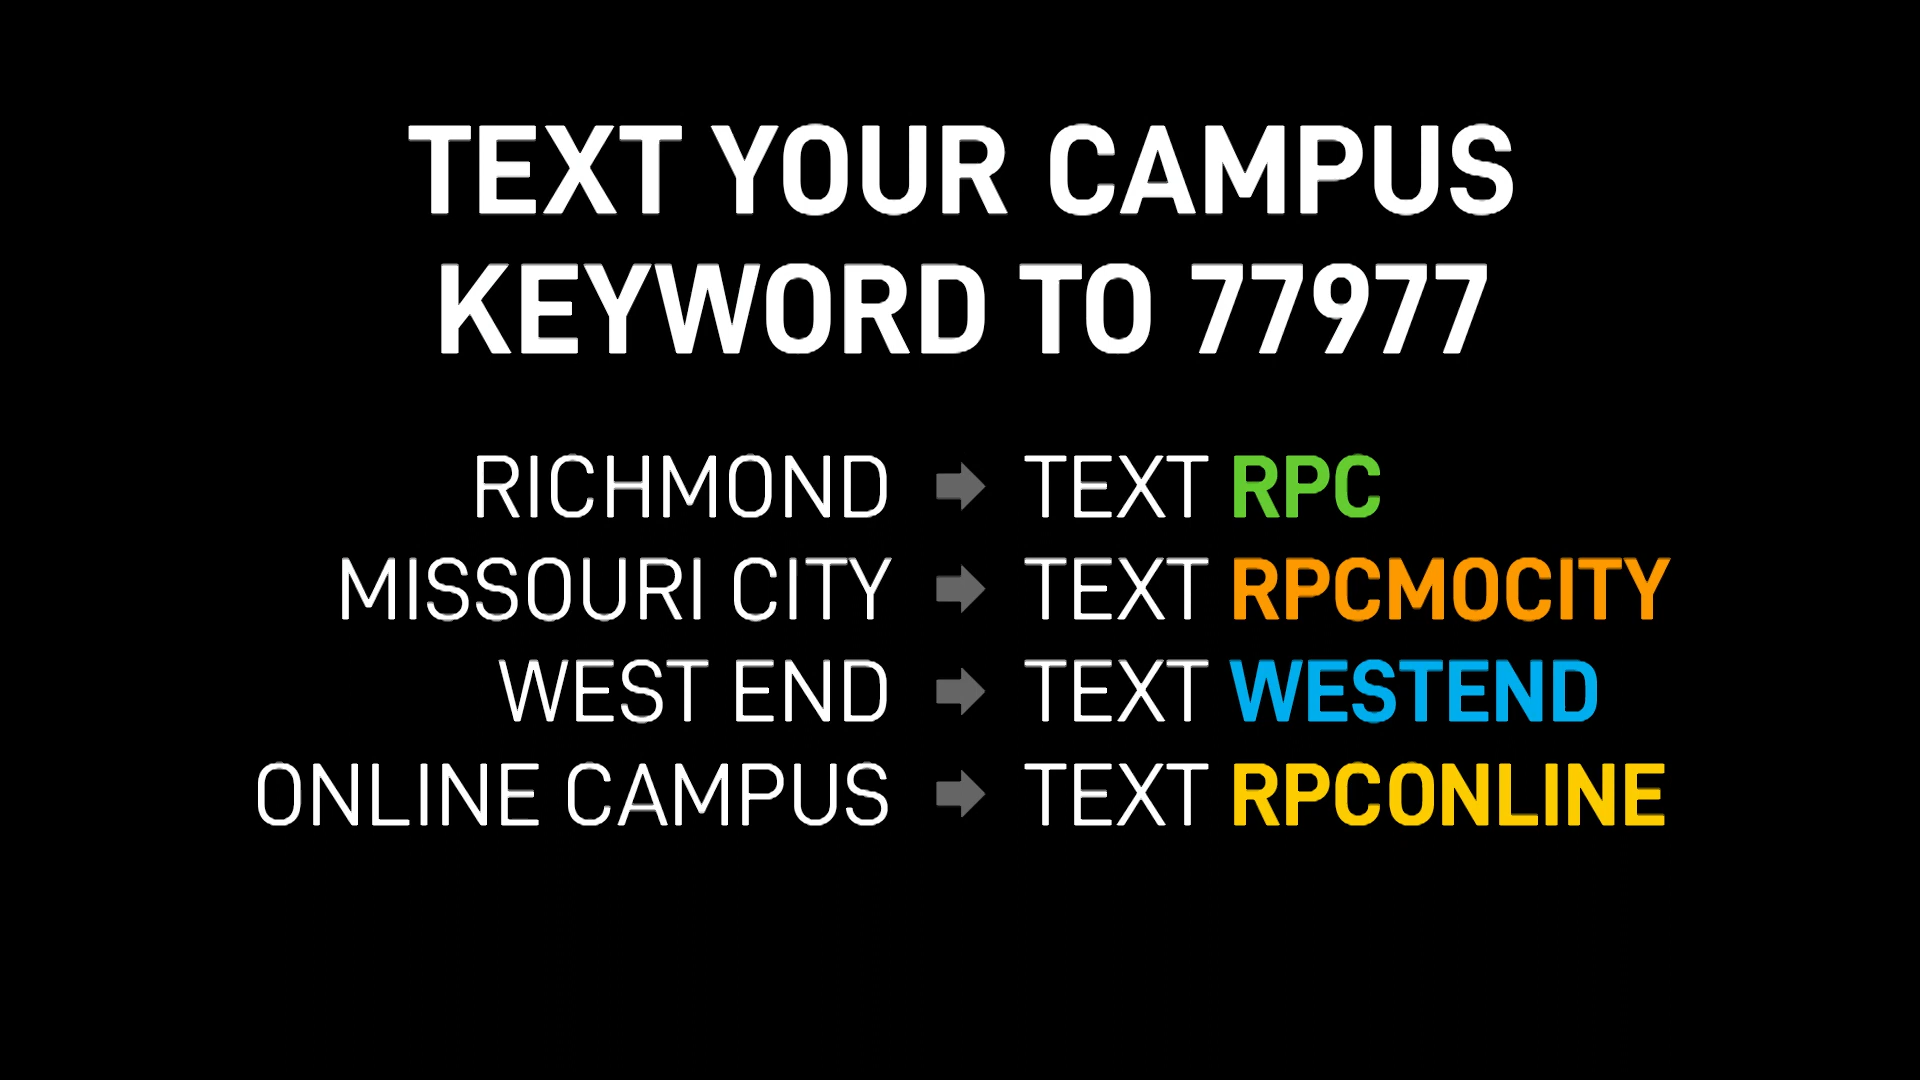 TEXT YOUR CAMPUS
KEYWORD TO 77977
RICHMOND TEXT RPC
MISSOURI CITY TEXT RPCMOCITY
WEST END TEXT WESTEND
ONLINE CAMPUS TEXT RPCONLINE